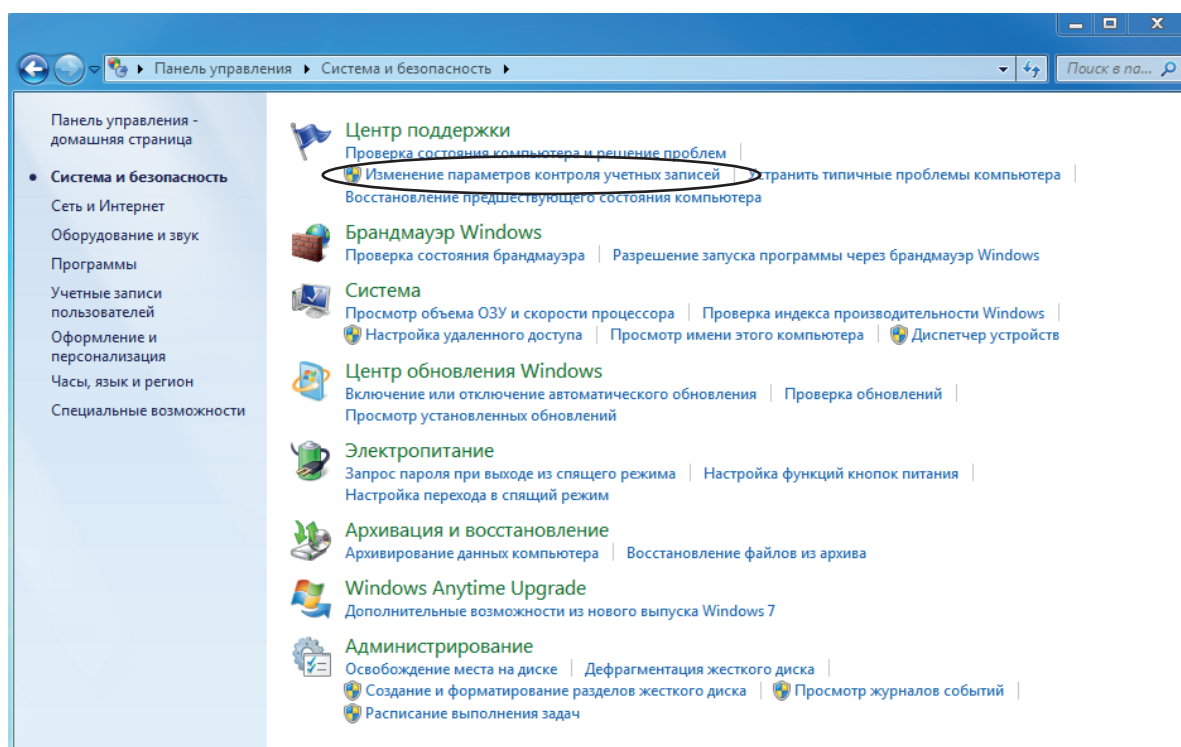 Панель управления ▸ Система и безопасность ▸
Поиск в па...
Панель управления -
домашняя страница
Система и безопасность
Сеть и Интернет
Оборудование и звук
Программы
Учетные записи
пользователей
Оформление и
персонализация
Часы, язык и регион
Специальные возможности
Центр поддержки
Проверка состояния компьютера и решение проблем
Изменение параметров контроля учетных записей | Устранить типичные проблемы компьютера
Восстановление предшествующего состояния компьютера
Брандмауэр Windows
Проверка состояния брандмауэра | Разрешение запуска программы через брандмауэр Windows
Система
Просмотр объема ОЗУ и скорости процессора | Проверка индекса производительности Windows
Настройка удаленного доступа | Просмотр имени этого компьютера | Диспетчер устройств
Центр обновления Windows
Включение или отключение автоматического обновления | Проверка обновлений
Просмотр установленных обновлений
Электропитание
Запрос пароля при выходе из спящего режима | Настройка функций кнопок питания
Настройка перехода в спящий режим
Архивация и восстановление
Архивирование данных компьютера | Восстановление файлов из архива
Windows Anytime Upgrade
Дополнительные возможности из нового выпуска Windows 7
Администрирование
Освобождение места на диске | Дефрагментация жесткого диска
Создание и форматирование разделов жесткого диска | Просмотр журналов событий
Расписание выполнения задач